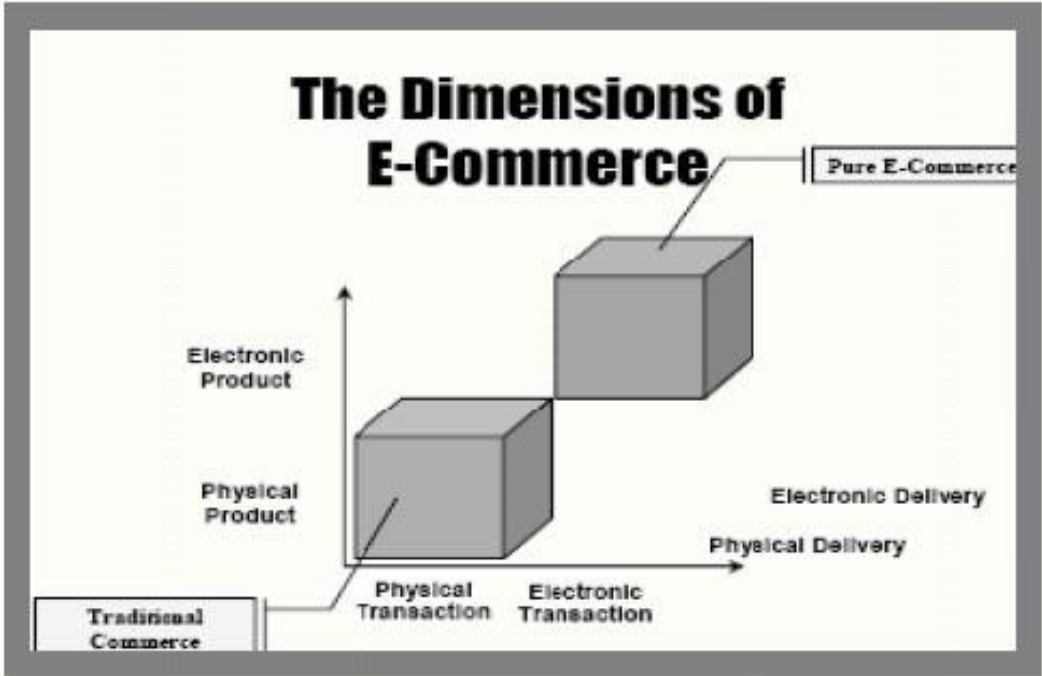 The Dimensions of
E-Commerce
Pure E-Commerce
Electronic
Product
Physical
Product
Electronic Delivery
Physical Delivery
Physical
Transaction
Electronic
Transaction
Traditional
Commerce